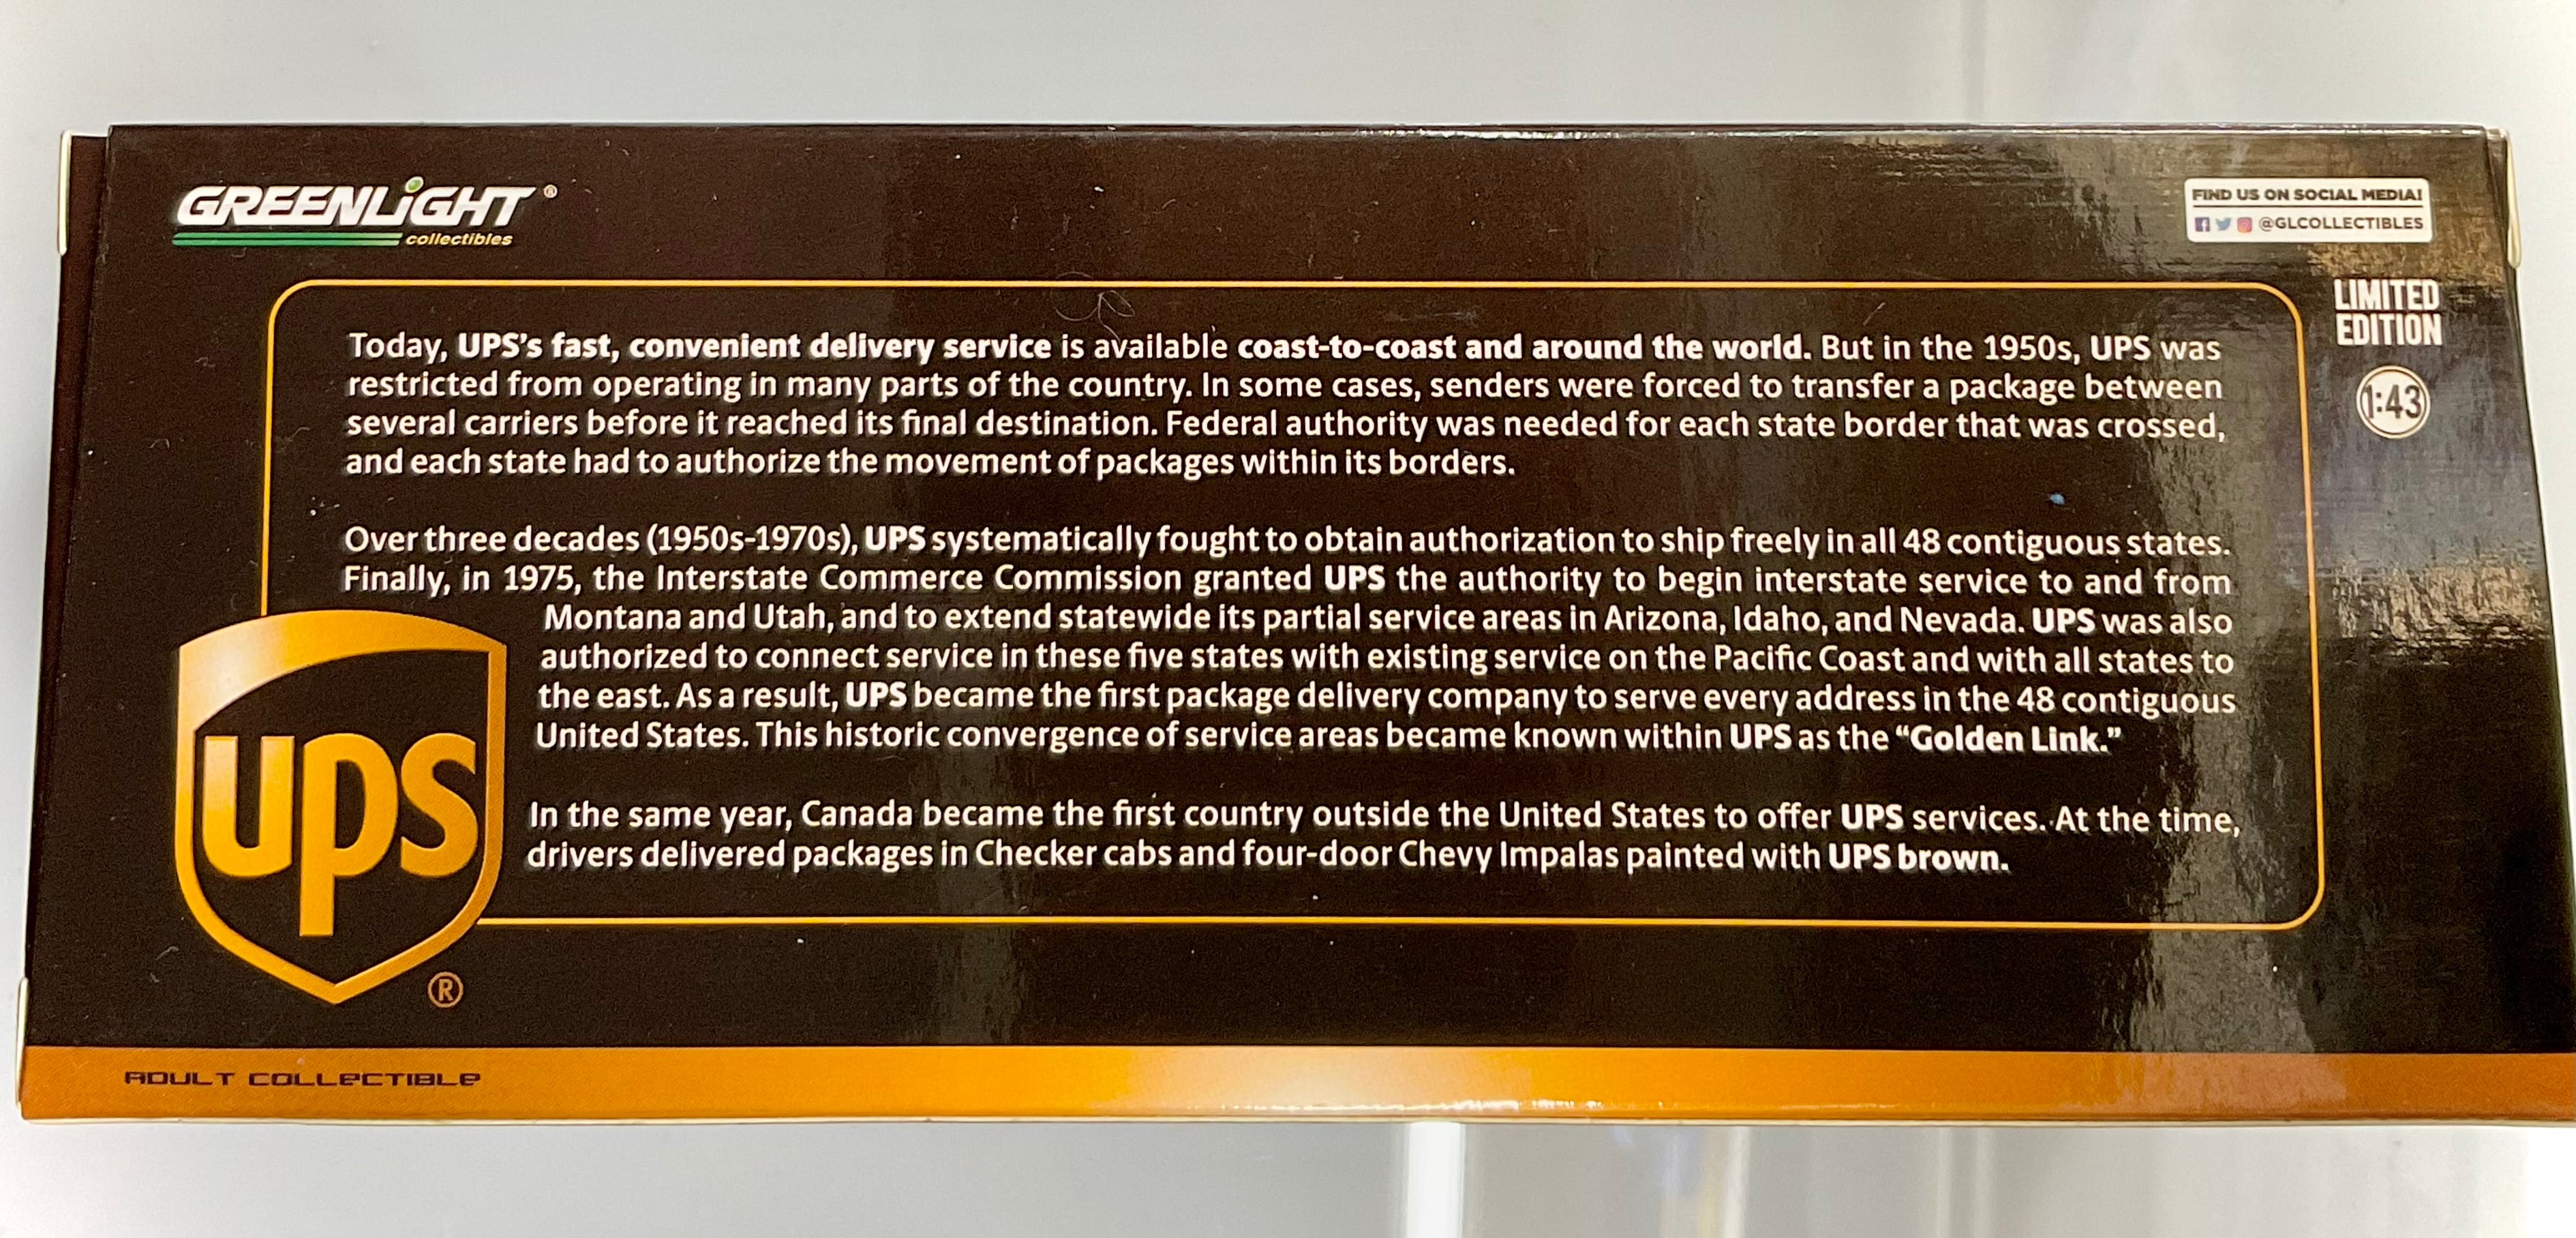 GREENLiGHT®
collectibles
FIND US ON SOCIAL MEDIA!
@GLCOLLECTIBLES
LIMITED
EDITION
1:43
Today, UPS's fast, convenient delivery service is available coast-to-coast and around the world. But in the 1950s, UPS was
restricted from operating in many parts of the country. In some cases, senders were forced to transfer a package between
several carriers before it reached its final destination. Federal authority was needed for each state border that was crossed,
and each state had to authorize the movement of packages within its borders.
Over three decades (1950s-1970s), UPS systematically fought to obtain authorization to ship freely in all 48 contiguous states.
Finally, in 1975, the Interstate Commerce Commission granted UPS the authority to begin interstate service to and from
Montana and Utah, and to extend statewide its partial service areas in Arizona, Idaho, and Nevada. UPS was also
authorized to connect service in these five states with existing service on the Pacific Coast and with all states to
the east. As a result, UPS became the first package delivery company to serve every address in the 48 contiguous
United States. This historic convergence of service areas became known within UPS as the “Golden Link.”
In the same year, Canada became the first country outside the United States to offer UPS services. At the time,
drivers delivered packages in Checker cabs and four-door Chevy Impalas painted with UPS brown.
ups
®
ADULT COLLECTIBLE